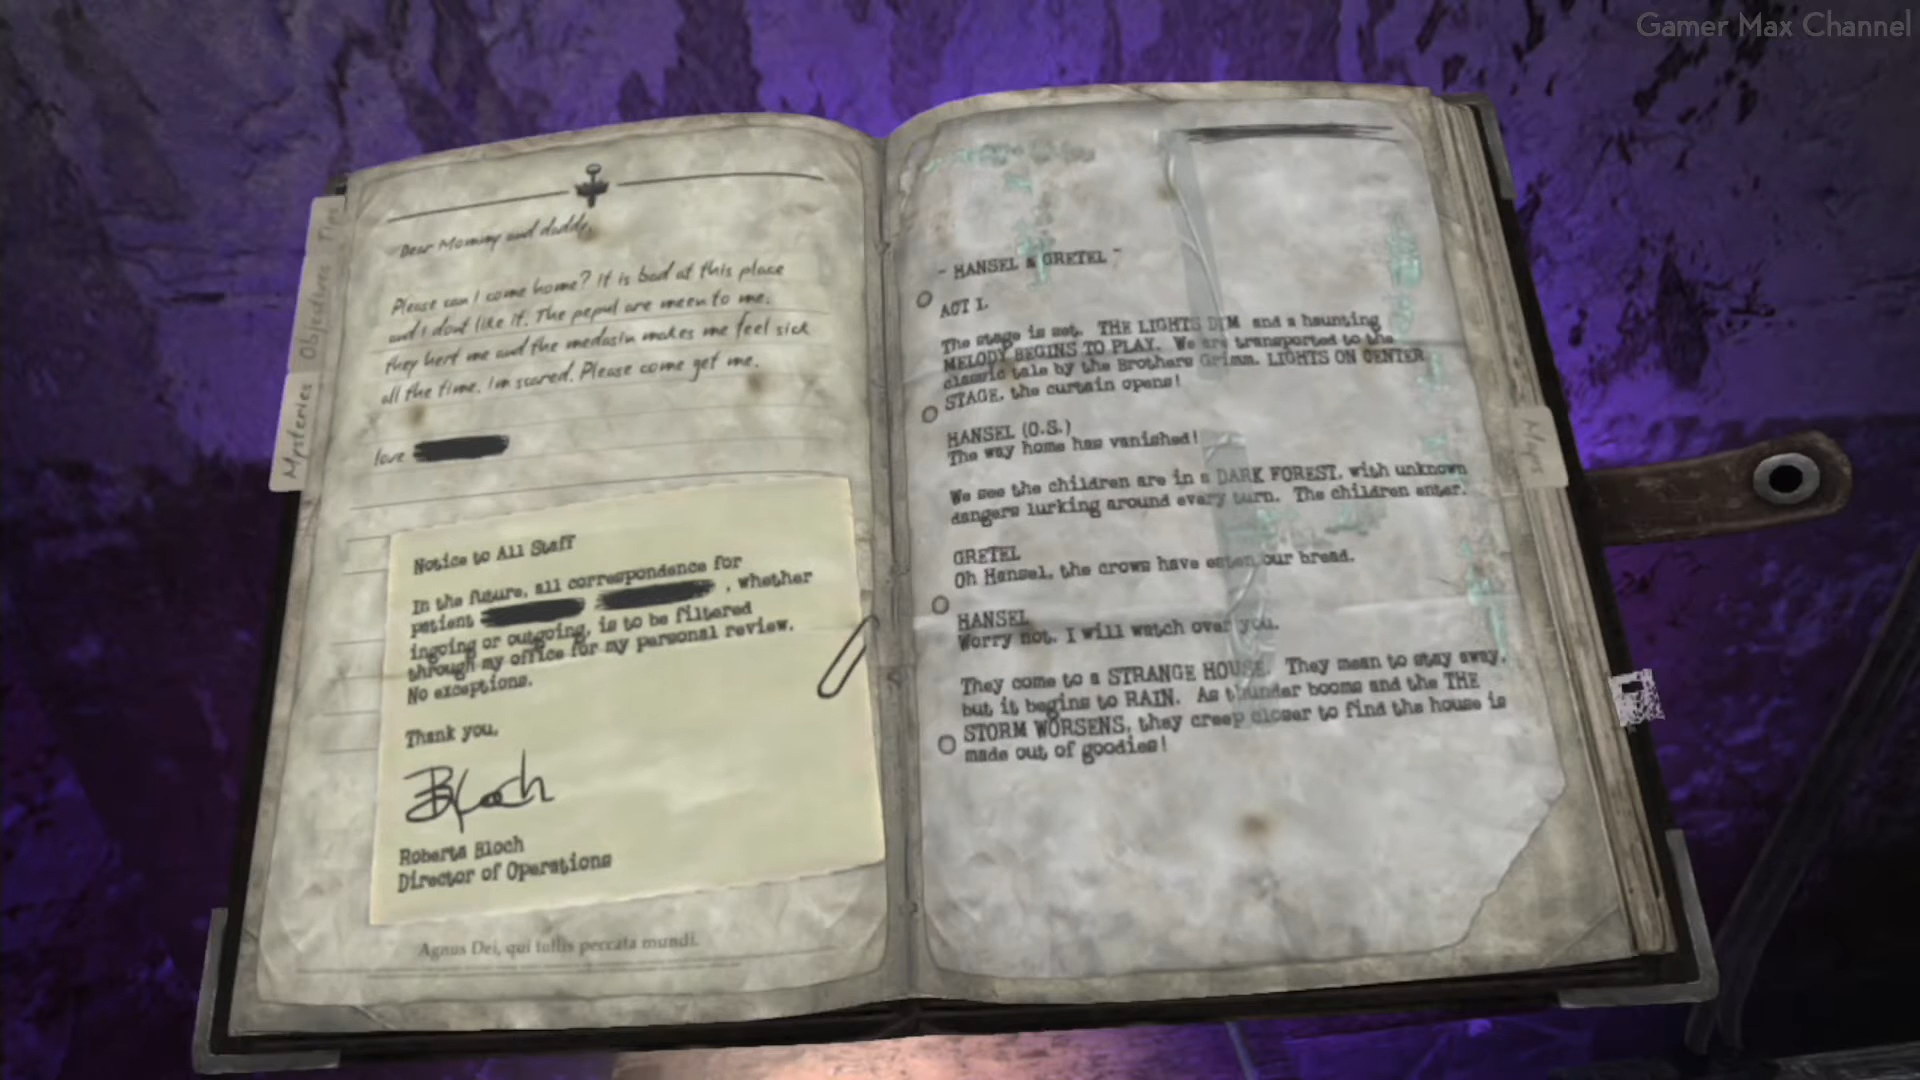 Gamer Max Channel
Tips
Objectives
Mysteries
Dear Mommy and daddy,
Please can I come home? It is bad at this place
and I dont like it. The pepul are meen to me.
they hert me and the medasin makes me feel sick
all the time. Im scared. Please come get me.
love
Notice to All Staff
In the future, all correspondence for
patient , whether
ingoing or outgoing, is to be filtered
through my office for my personal review.
No exceptions.
Thank you,
BBloch
Roberta Bloch
Director of Operations
Agnus Dei, qui tollis peccata mundi.
- HANSEL & GRETEL -
ACT I.
The stage is set. THE LIGHTS DIM and a haunting
MELODY BEGINS TO PLAY. We are transported to the
classic tale by the Brothers Grimm. LIGHTS ON CENTER
STAGE, the curtain opens!
HANSEL (O.S.)
The way home has vanished!
We see the children are in a DARK FOREST, with unknown
dangers lurking around every turn. The children enter.
GRETEL
Oh Hansel, the crows have eaten our bread.
HANSEL
Worry not. I will watch over you.
They come to a STRANGE HOUSE. They mean to stay away,
but it begins to RAIN. As thunder booms and the THE
STORM WORSENS, they creep closer to find the house is
made out of goodies!
Maps